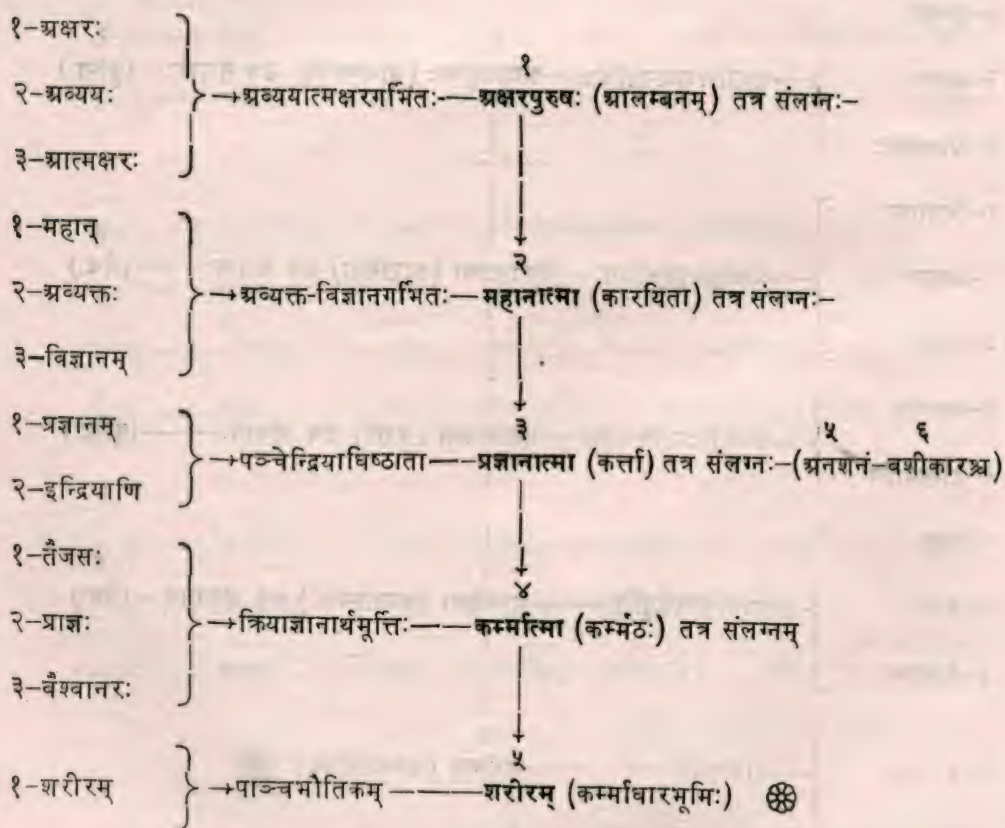 १-अक्षरः
१
२-अव्ययः →अव्ययात्मक्षरगर्भितः-—अक्षरपुरुषः (आलम्बनम्) तत्र संलग्नः-
३-आत्मक्षरः
१-महान्
२
२-अव्यक्तः →अव्यक्त-विज्ञानगर्भितः—महानात्मा (कारयिता) तत्र संलग्नः-
३-विज्ञानम्
१-प्रज्ञानम्
३ ५ ६
→पञ्चेन्द्रियाधिष्ठाता—-प्रज्ञानात्मा (कर्त्ता) तत्र संलग्नः-(अनशनं-वशीकारश्च)
२-इन्द्रियाणि
१-तैजसः
४
२-प्राज्ञः →क्रियाज्ञानार्थमूर्त्तिः—-कर्म्मात्मा (कर्म्मठः) तत्र संलग्नम्
३-वैश्वानरः
५
१-शरीरम् →पाञ्चभौतिकम् ——शरीरम् (कर्म्माधारभूमिः)